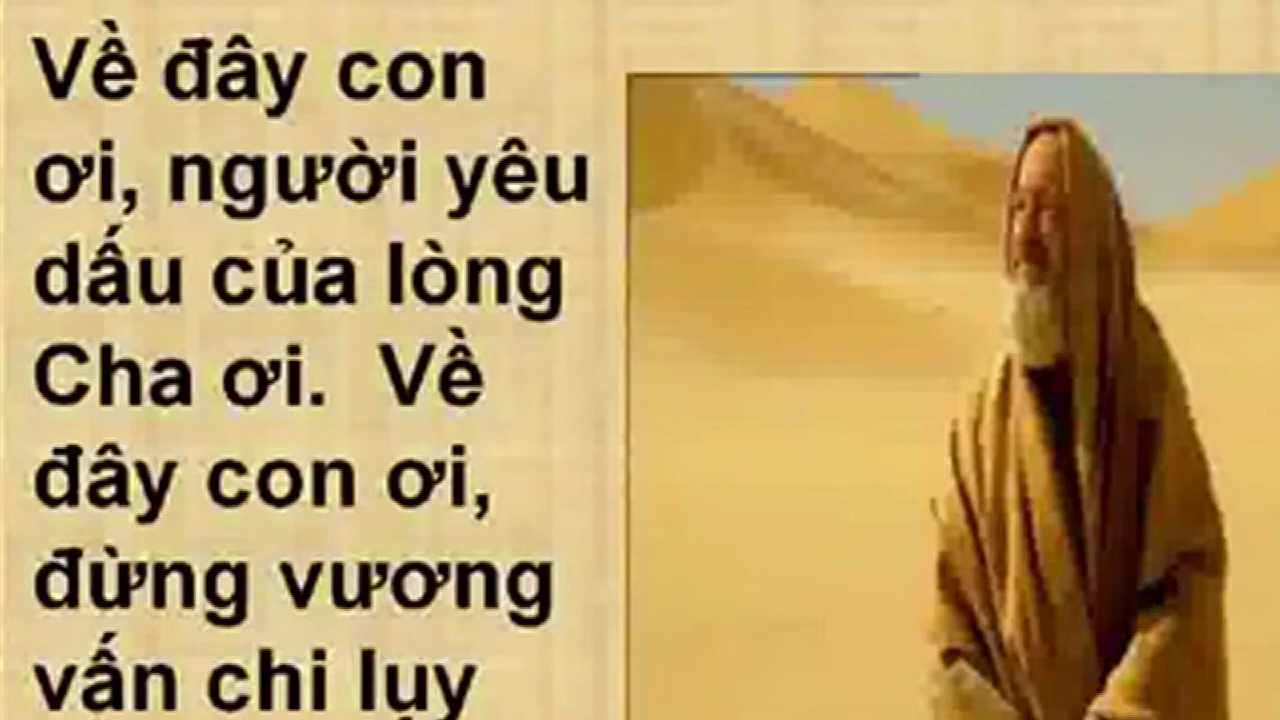 Về đây con
ơi, người yêu
dấu của lòng
Cha ơi.  Về
đây con ơi,
đừng vương
vấn chi lụy